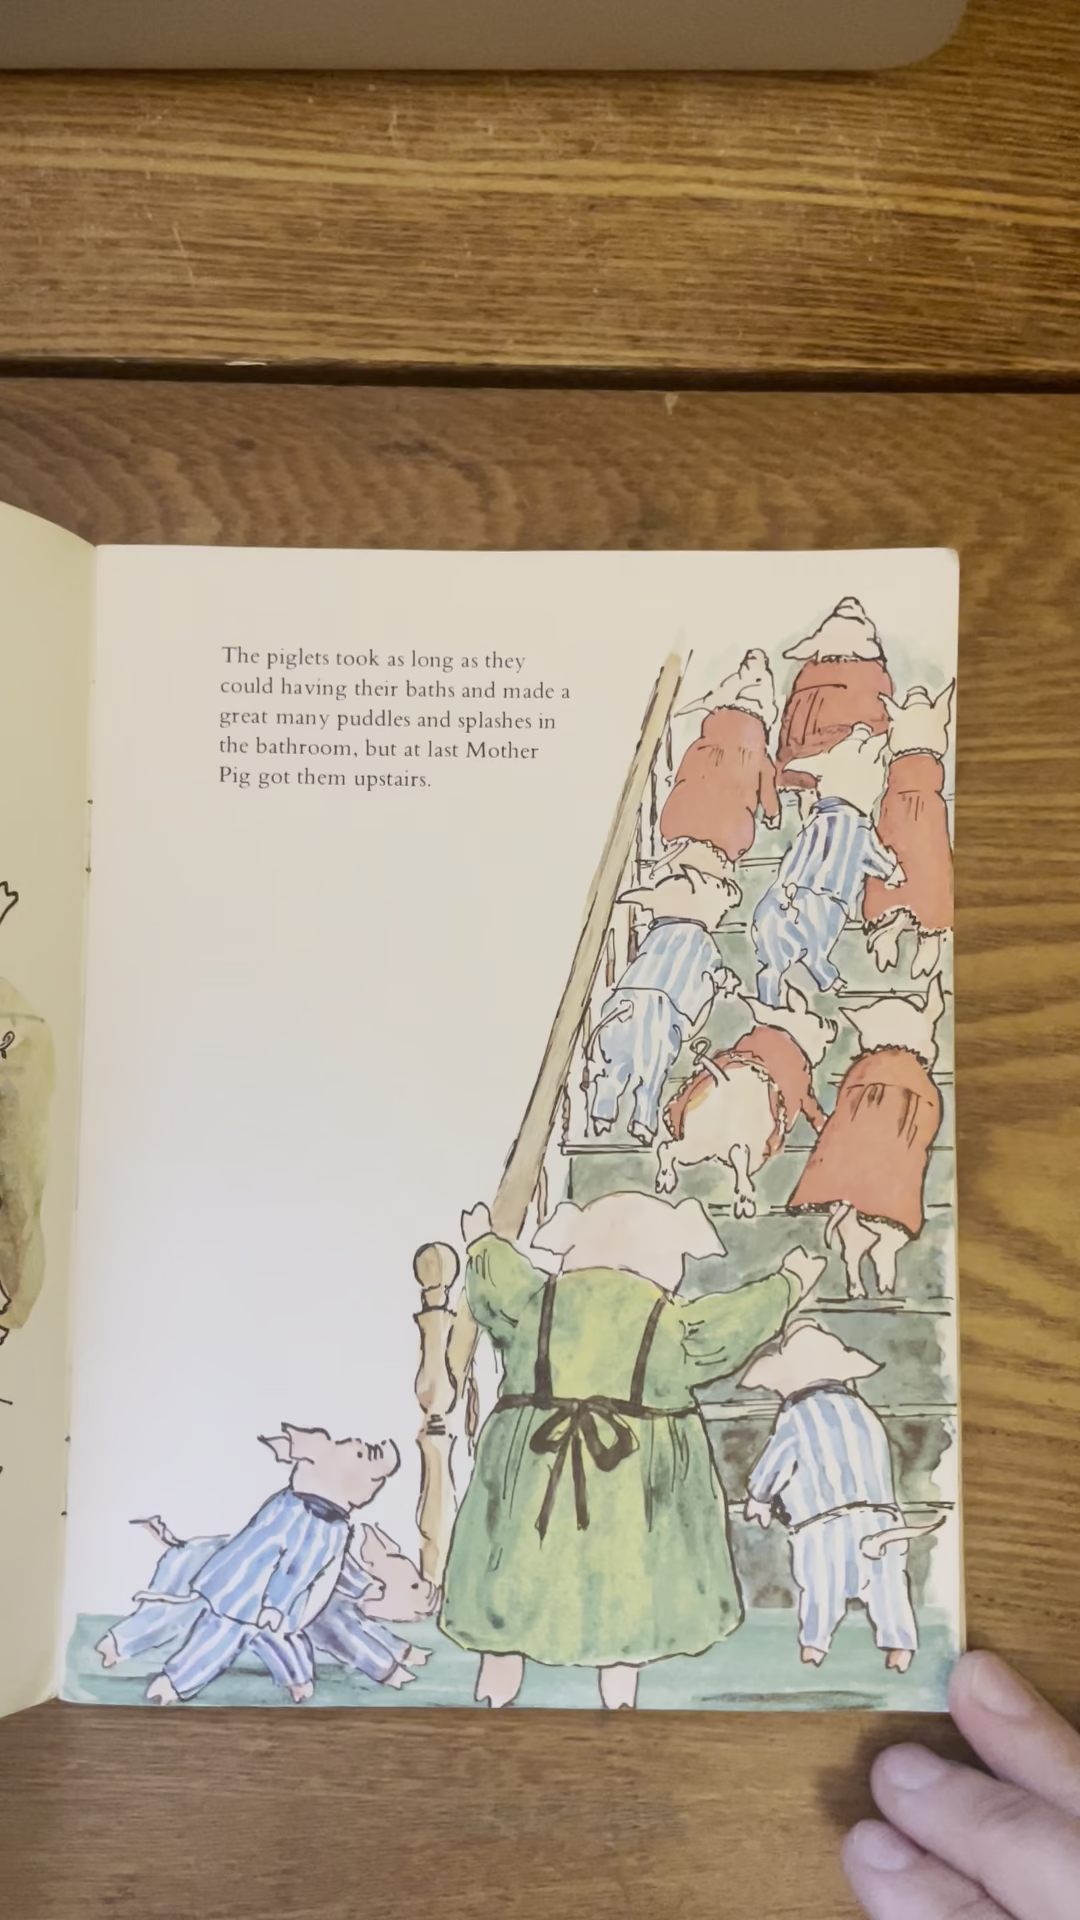 The piglets took as long as they
could having their baths and made a
great many puddles and splashes in
the bathroom, but at last Mother
Pig got them upstairs.